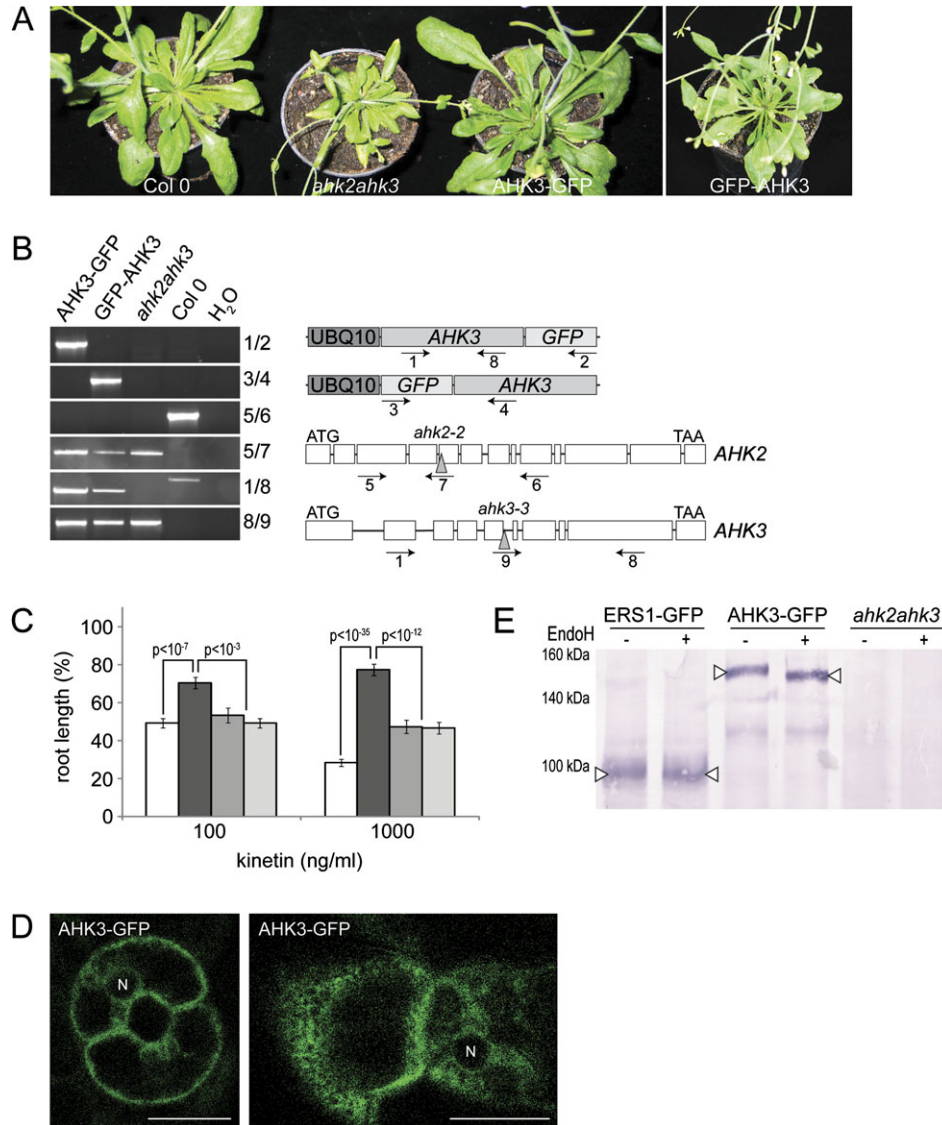 A
Col 0
ahk2ahk3
AHK3-GFP
GFP-AHK3
B
AHK3-GFP
GFP-AHK3
ahk2ahk3
Col 0
H₂O
1/2
3/4
5/6
5/7
1/8
8/9
UBQ10 AHK3 GFP
1 8 2
UBQ10 GFP AHK3
3 4
ahk2-2
ATG TAA
AHK2
5 7 6
ahk3-3
ATG TAA
AHK3
1 9 8
C
root length (%)
100
80
60
40
20
0
p<10⁻⁷ p<10⁻³
p<10⁻³⁵ p<10⁻¹²
100 1000
kinetin (ng/ml)
E
ERS1-GFP AHK3-GFP ahk2ahk3
EndoH - + - + - +
160 kDa
140 kDa
100 kDa
D
AHK3-GFP
N
AHK3-GFP
N